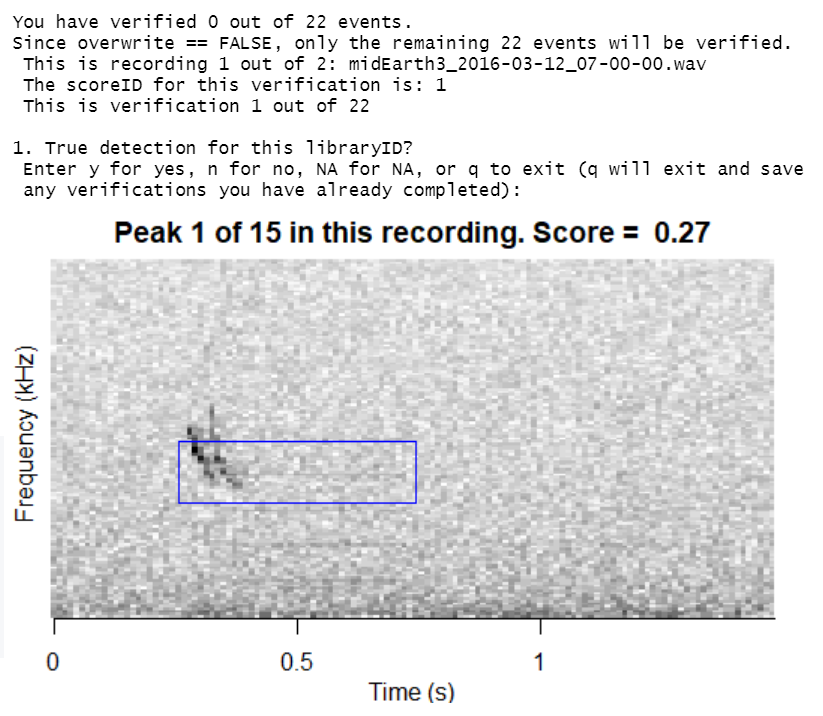 You have verified 0 out of 22 events.
Since overwrite == FALSE, only the remaining 22 events will be verified.
This is recording 1 out of 2: midEarth3_2016-03-12_07-00-00.wav
The scoreID for this verification is: 1
This is verification 1 out of 22
1. True detection for this libraryID?
Enter y for yes, n for no, NA for NA, or q to exit (q will exit and save
any verifications you have already completed):
Peak 1 of 15 in this recording. Score = 0.27
Frequency (kHz)
0 0.5 1
Time (s)